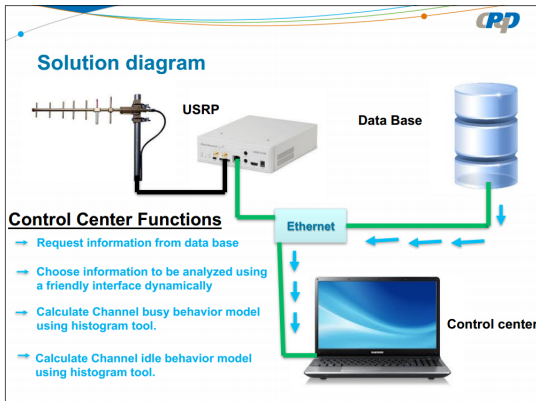 CPqD
Solution diagram
USRP
Data Base
Control Center Functions
Ethernet
Request information from data base
Choose information to be analyzed using
a friendly interface dynamically
Calculate Channel busy behavior model
using histogram tool.
Calculate Channel idle behavior model
using histogram tool.
Control center
SAMSUNG